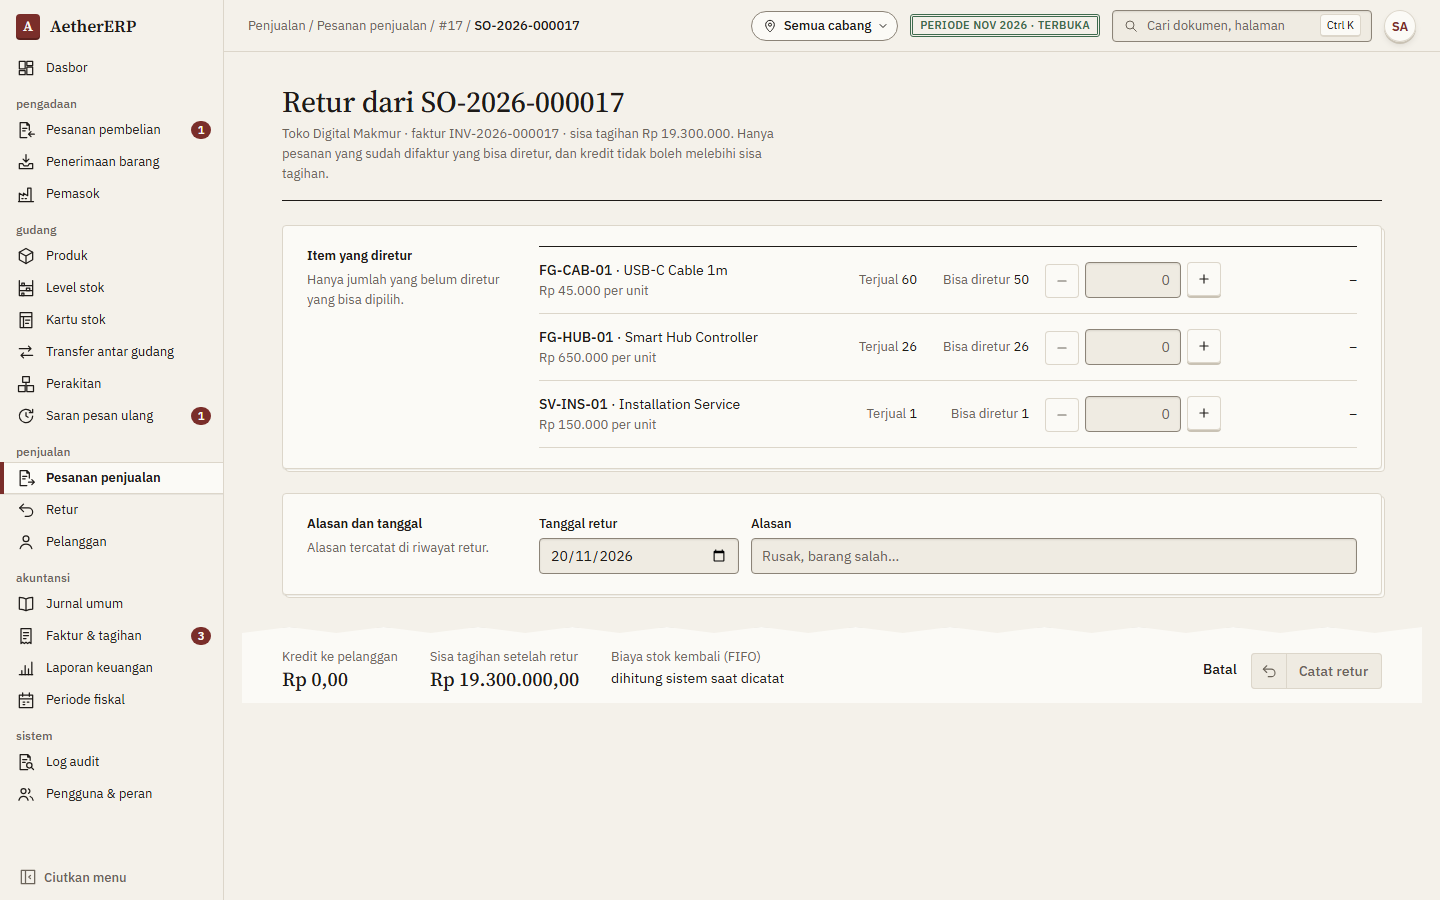 A AetherERP
Penjualan / Pesanan penjualan / #17 / SO-2026-000017
Semua cabang
PERIODE NOV 2026 · TERBUKA
Cari dokumen, halaman
Ctrl K
SA
Dasbor
pengadaan
Pesanan pembelian 1
Penerimaan barang
Pemasok
gudang
Produk
Level stok
Kartu stok
Transfer antar gudang
Perakitan
Saran pesan ulang 1
penjualan
Pesanan penjualan
Retur
Pelanggan
akuntansi
Jurnal umum
Faktur & tagihan 3
Laporan keuangan
Periode fiskal
sistem
Log audit
Pengguna & peran
Ciutkan menu
Retur dari SO-2026-000017
Toko Digital Makmur · faktur INV-2026-000017 · sisa tagihan Rp 19.300.000. Hanya
pesanan yang sudah difaktur yang bisa diretur, dan kredit tidak boleh melebihi sisa
tagihan.
Item yang diretur
Hanya jumlah yang belum diretur
yang bisa dipilih.
FG-CAB-01 · USB-C Cable 1m
Rp 45.000 per unit
Terjual 60 Bisa diretur 50 − 0 + –
FG-HUB-01 · Smart Hub Controller
Rp 650.000 per unit
Terjual 26 Bisa diretur 26 − 0 + –
SV-INS-01 · Installation Service
Rp 150.000 per unit
Terjual 1 Bisa diretur 1 − 0 + –
Alasan dan tanggal
Alasan tercatat di riwayat retur.
Tanggal retur
20/11/2026
Alasan
Rusak, barang salah...
Kredit ke pelanggan
Rp 0,00
Sisa tagihan setelah retur
Rp 19.300.000,00
Biaya stok kembali (FIFO)
dihitung sistem saat dicatat
Batal
Catat retur